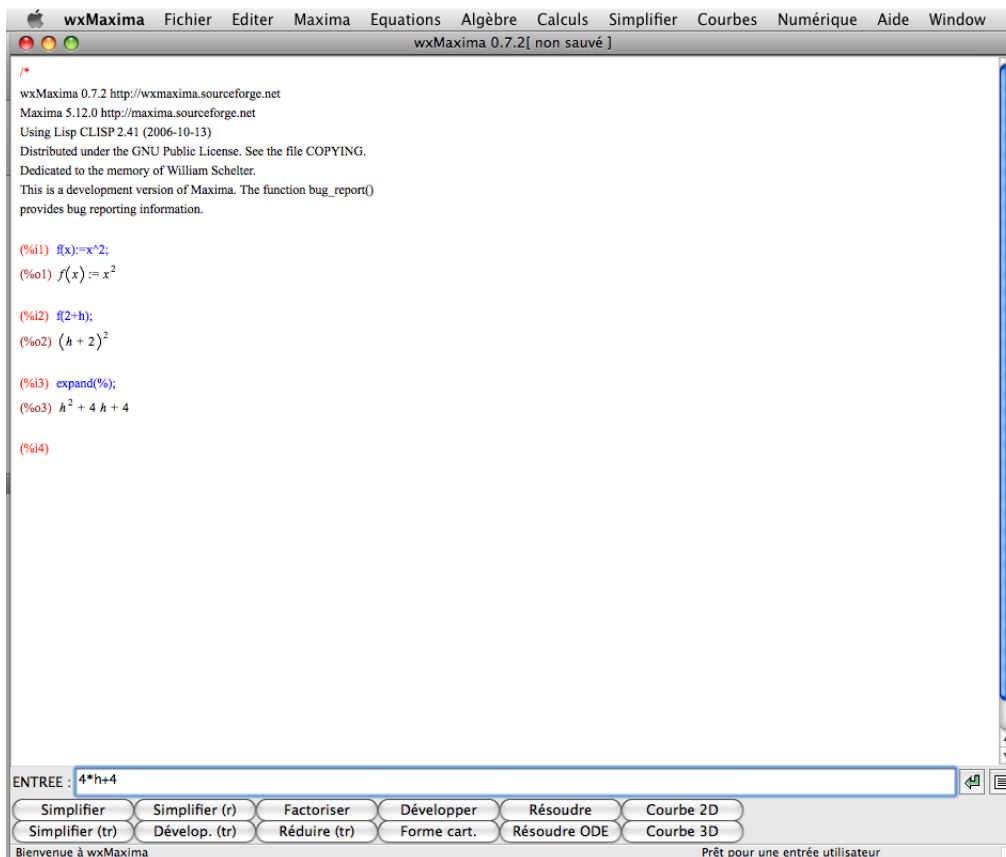 wxMaxima Fichier Editer Maxima Equations Algèbre Calculs Simplifier Courbes Numérique Aide Window
wxMaxima 0.7.2[ non sauvé ]
/*
wxMaxima 0.7.2 http://wxmaxima.sourceforge.net
Maxima 5.12.0 http://maxima.sourceforge.net
Using Lisp CLISP 2.41 (2006-10-13)
Distributed under the GNU Public License. See the file COPYING.
Dedicated to the memory of William Schelter.
This is a development version of Maxima. The function bug_report()
provides bug reporting information.
(%i1) f(x):=x^2;
(%o1) f(x) := x²
(%i2) f(2+h);
(%o2) (h + 2)²
(%i3) expand(%);
(%o3) h² + 4 h + 4
(%i4)
ENTREE : 4*h+4
Simplifier Simplifier (r) Factoriser Développer Résoudre Courbe 2D
Simplifier (tr) Dévelop. (tr) Réduire (tr) Forme cart. Résoudre ODE Courbe 3D
Bienvenue à wxMaxima Prêt pour une entrée utilisateur